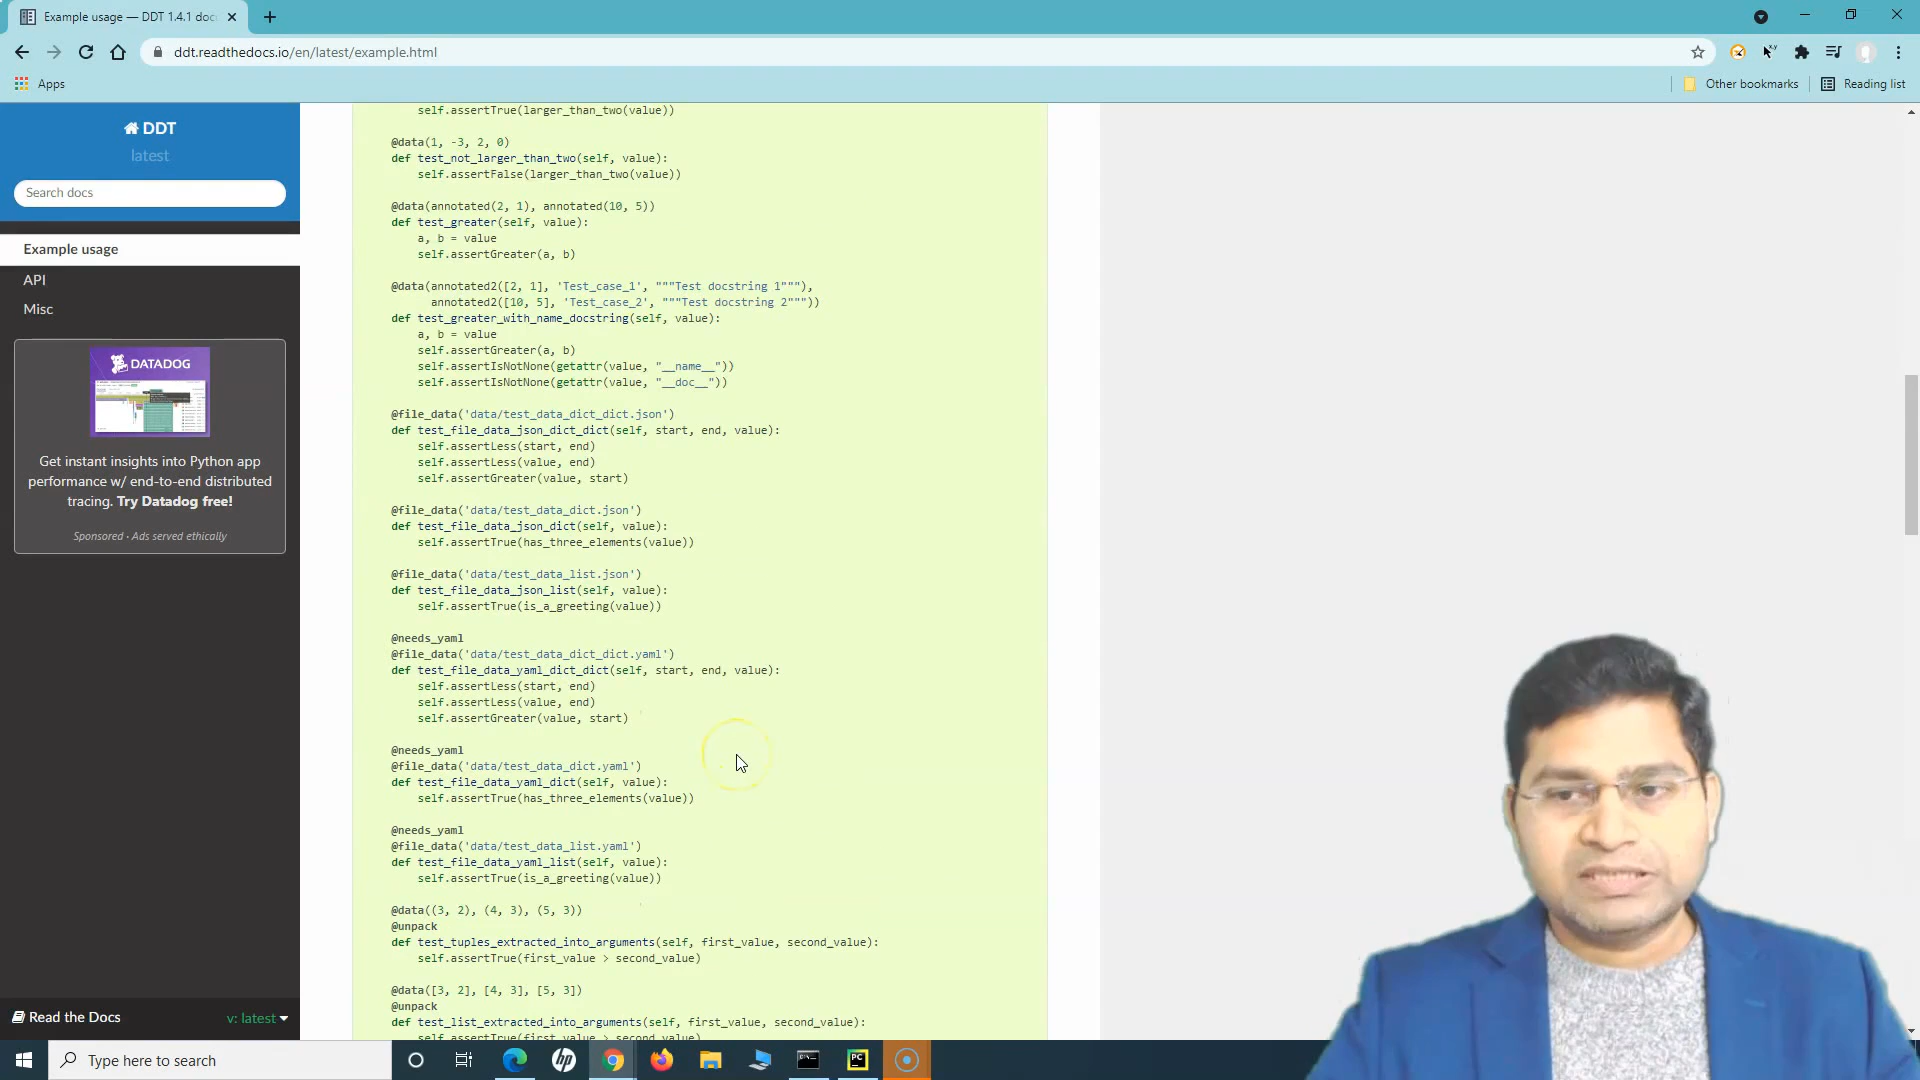 Example usage — DDT 1.4.1 doc
ddt.readthedocs.io/en/latest/example.html
Apps
Other bookmarks
Reading list
DDT
latest
Search docs
Example usage
API
Misc
DATADOG
Get instant insights into Python app
performance w/ end-to-end distributed
tracing. Try Datadog free!
Sponsored · Ads served ethically
Read the Docs
v: latest
self.assertTrue(larger_than_two(value))
@data(1, -3, 2, 0)
def test_not_larger_than_two(self, value):
self.assertFalse(larger_than_two(value))
@data(annotated(2, 1), annotated(10, 5))
def test_greater(self, value):
a, b = value
self.assertGreater(a, b)
@data(annotated2([2, 1], 'Test_case_1', """Test docstring 1"""),
annotated2([10, 5], 'Test_case_2', """Test docstring 2"""))
def test_greater_with_name_docstring(self, value):
a, b = value
self.assertGreater(a, b)
self.assertIsNotNone(getattr(value, "__name__"))
self.assertIsNotNone(getattr(value, "__doc__"))
@file_data('data/test_data_dict_dict.json')
def test_file_data_json_dict_dict(self, start, end, value):
self.assertLess(start, end)
self.assertLess(value, end)
self.assertGreater(value, start)
@file_data('data/test_data_dict.json')
def test_file_data_json_dict(self, value):
self.assertTrue(has_three_elements(value))
@file_data('data/test_data_list.json')
def test_file_data_json_list(self, value):
self.assertTrue(is_a_greeting(value))
@needs_yaml
@file_data('data/test_data_dict_dict.yaml')
def test_file_data_yaml_dict_dict(self, start, end, value):
self.assertLess(start, end)
self.assertLess(value, end)
self.assertGreater(value, start)
@needs_yaml
@file_data('data/test_data_dict.yaml')
def test_file_data_yaml_dict(self, value):
self.assertTrue(has_three_elements(value))
@needs_yaml
@file_data('data/test_data_list.yaml')
def test_file_data_yaml_list(self, value):
self.assertTrue(is_a_greeting(value))
@data((3, 2), (4, 3), (5, 3))
@unpack
def test_tuples_extracted_into_arguments(self, first_value, second_value):
self.assertTrue(first_value > second_value)
@data([3, 2], [4, 3], [5, 3])
@unpack
def test_list_extracted_into_arguments(self, first_value, second_value):
self.assertTrue(first_value > second_value)
Type here to search
hp
PC